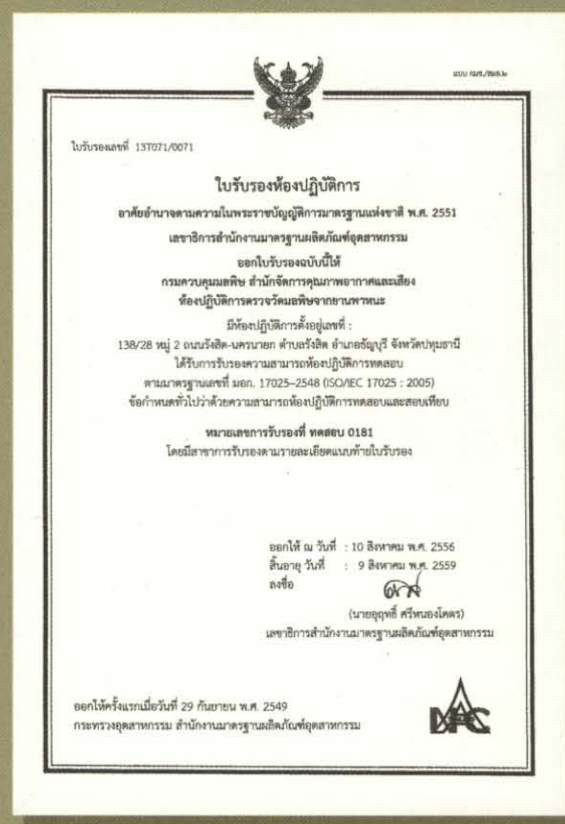 แบบ กมช./สมอ.๒
ใบรับรองเลขที่ 13T071/0071
ใบรับรองห้องปฏิบัติการ
อาศัยอำนาจตามความในพระราชบัญญัติการมาตรฐานแห่งชาติ พ.ศ. 2551
เลขาธิการสำนักงานมาตรฐานผลิตภัณฑ์อุตสาหกรรม
ออกใบรับรองฉบับนี้ให้
กรมควบคุมมลพิษ สำนักจัดการคุณภาพอากาศและเสียง
ห้องปฏิบัติการตรวจวัดมลพิษจากยานพาหนะ
มีห้องปฏิบัติการตั้งอยู่เลขที่ :
138/28 หมู่ 2 ถนนรังสิต-นครนายก ตำบลรังสิต อำเภอธัญบุรี จังหวัดปทุมธานี
ได้รับการรับรองความสามารถห้องปฏิบัติการทดสอบ
ตามมาตรฐานเลขที่ มอก. 17025–2548 (ISO/IEC 17025 : 2005)
ข้อกำหนดทั่วไปว่าด้วยความสามารถห้องปฏิบัติการทดสอบและสอบเทียบ
หมายเลขการรับรองที่ ทดสอบ 0181
โดยมีสาขาการรับรองตามรายละเอียดแนบท้ายใบรับรอง
ออกให้ ณ วันที่ : 10 สิงหาคม พ.ศ. 2556
สิ้นอายุ วันที่ : 9 สิงหาคม พ.ศ. 2559
ลงชื่อ
(นายอุฤทธิ์ ศรีหนองโคตร)
เลขาธิการสำนักงานมาตรฐานผลิตภัณฑ์อุตสาหกรรม
ออกให้ครั้งแรกเมื่อวันที่ 29 กันยายน พ.ศ. 2549
กระทรวงอุตสาหกรรม สำนักงานมาตรฐานผลิตภัณฑ์อุตสาหกรรม